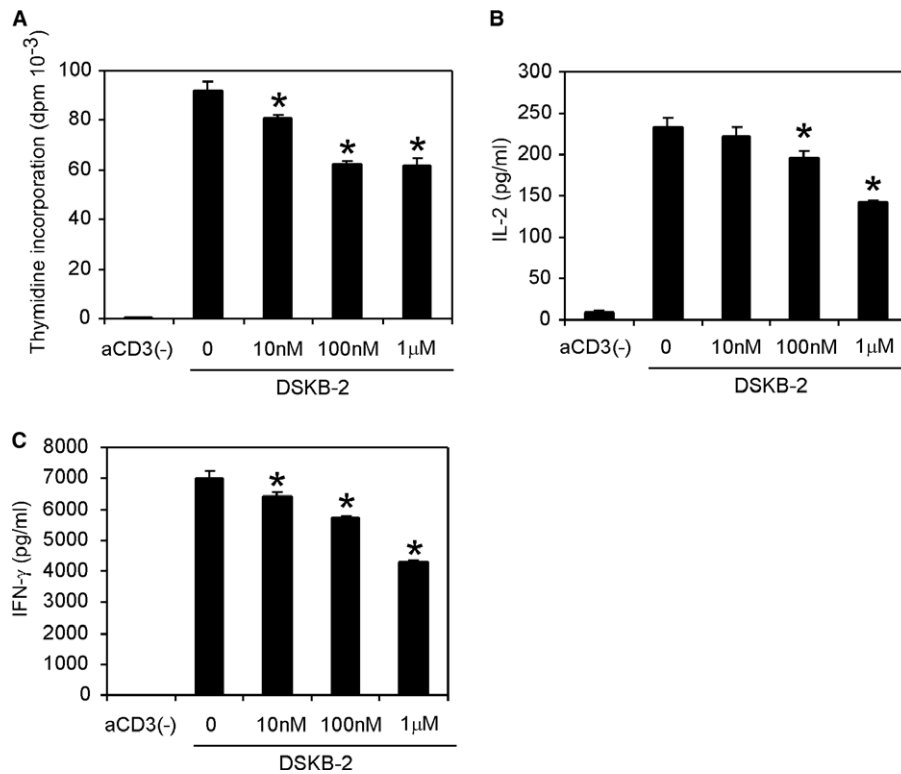 A
Thymidine incorporation (dpm 10⁻³)
100
80
60
40
20
0
aCD3(-) 0 10nM 100nM 1μM
DSKB-2
B
IL-2 (pg/ml)
300
250
200
150
100
50
0
aCD3(-) 0 10nM 100nM 1μM
DSKB-2
* * *
* *
C
IFN-γ (pg/ml)
8000
7000
6000
5000
4000
3000
2000
1000
0
* * *
aCD3(-) 0 10nM 100nM 1μM
DSKB-2